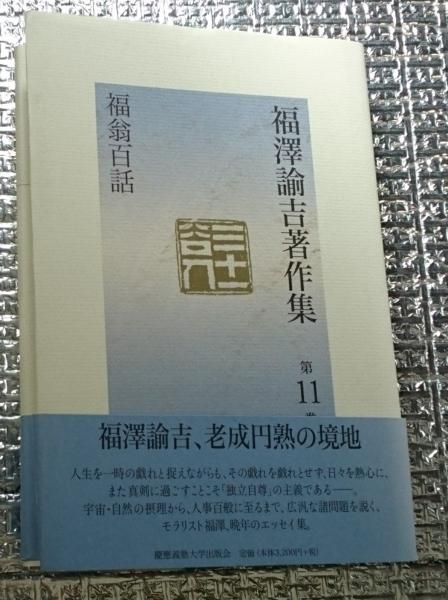 福澤諭吉著作集
第11巻
福翁百話
福澤諭吉、老成円熟の境地
人生を一時の戯れと捉えながらも、その戯れを戯れとせず、日々を熱心に、
また真剣に過ごすことこそ「独立自尊」の主義である――。
宇宙・自然の摂理から、人事百般に至るまで、広汎な諸問題を説く、
モラリスト福澤、晩年のエッセイ集。
慶應義塾大学出版会 定価(本体3,200円+税)